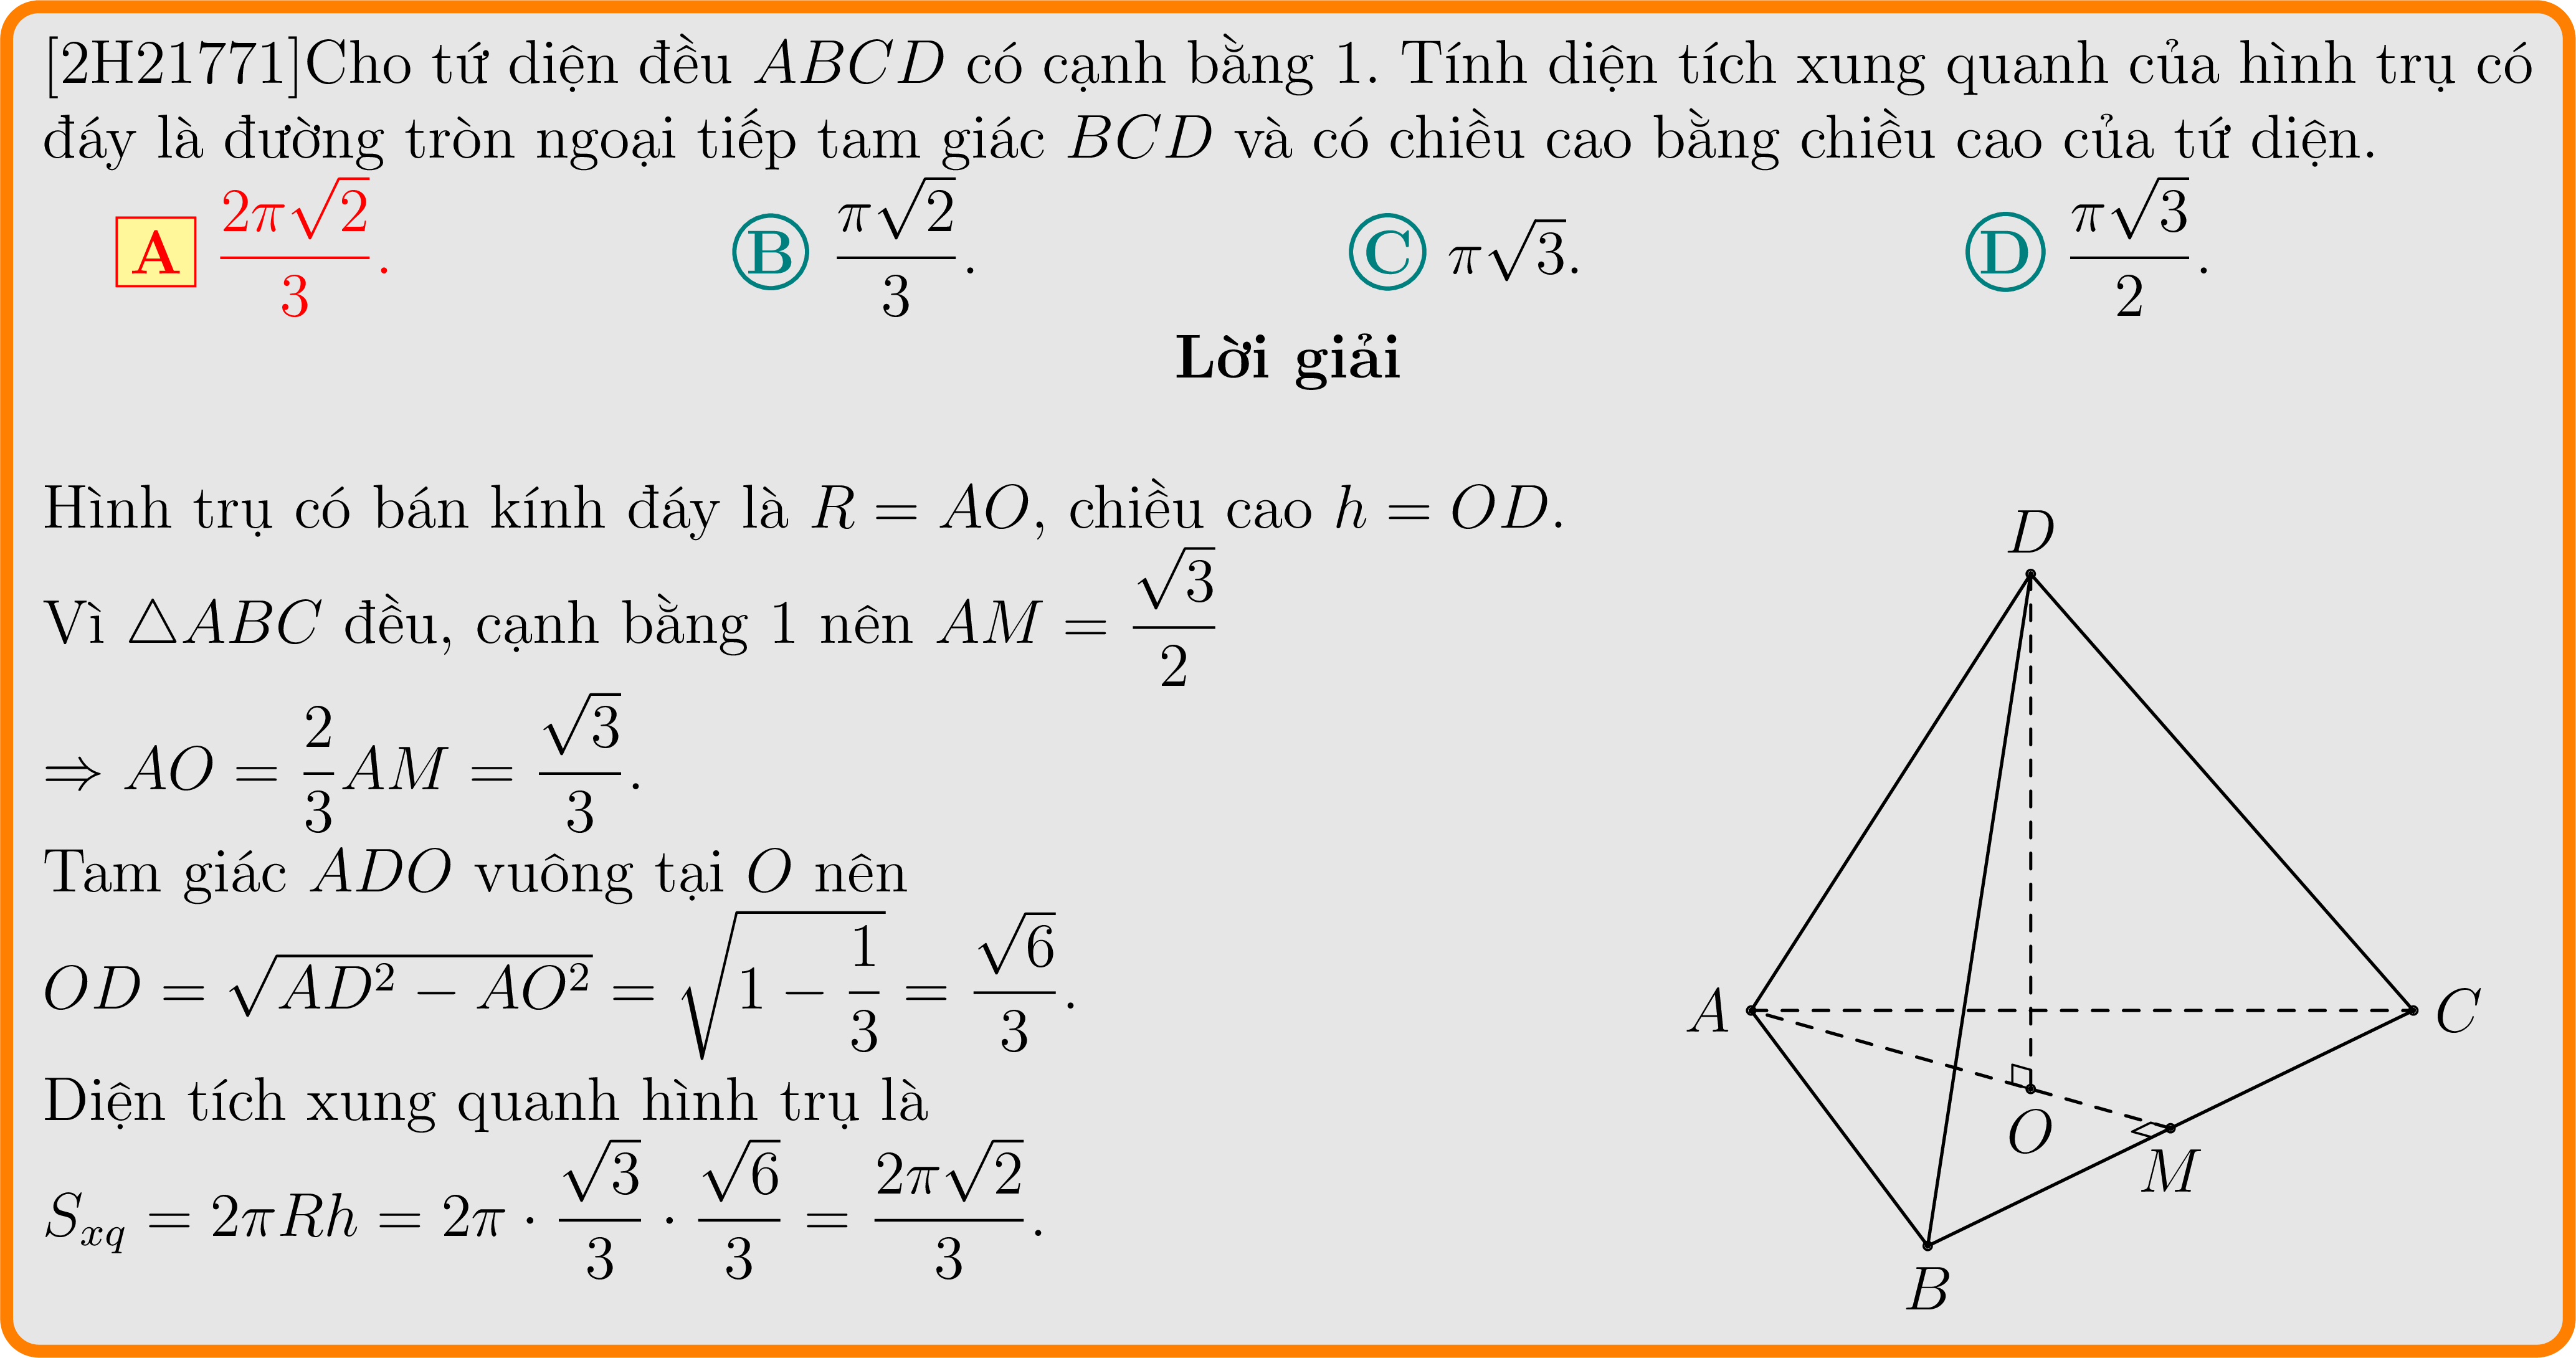 [2H21771]Cho tứ diện đều ABCD có cạnh bằng 1. Tính diện tích xung quanh của hình trụ có
đáy là đường tròn ngoại tiếp tam giác BCD và có chiều cao bằng chiều cao của tứ diện.
A $\frac{2\pi\sqrt{2}}{3}$. B $\frac{\pi\sqrt{2}}{3}$. C $\pi\sqrt{3}$. D $\frac{\pi\sqrt{3}}{2}$.
Lời giải
Hình trụ có bán kính đáy là R = AO, chiều cao h = OD.
Vì △ABC đều, cạnh bằng 1 nên $AM = \frac{\sqrt{3}}{2}$
$\Rightarrow AO = \frac{2}{3}AM = \frac{\sqrt{3}}{3}$.
Tam giác ADO vuông tại O nên
$OD = \sqrt{AD^2 - AO^2} = \sqrt{1 - \frac{1}{3}} = \frac{\sqrt{6}}{3}$.
Diện tích xung quanh hình trụ là
$S_{xq} = 2\pi Rh = 2\pi \cdot \frac{\sqrt{3}}{3} \cdot \frac{\sqrt{6}}{3} = \frac{2\pi\sqrt{2}}{3}$.
D
A
C
O
M
B